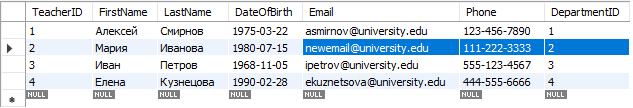 TeacherID FirstName LastName DateOfBirth Email Phone DepartmentID
1 Алексей Смирнов 1975-03-22 asmirnov@university.edu 123-456-7890 1
2 Мария Иванова 1980-07-15 newemail@university.edu 111-222-3333 2
3 Иван Петров 1968-11-05 ipetrov@university.edu 555-123-4567 3
4 Елена Кузнецова 1990-02-28 ekuznetsova@university.edu 444-555-6666 4
NULL NULL NULL NULL NULL NULL NULL